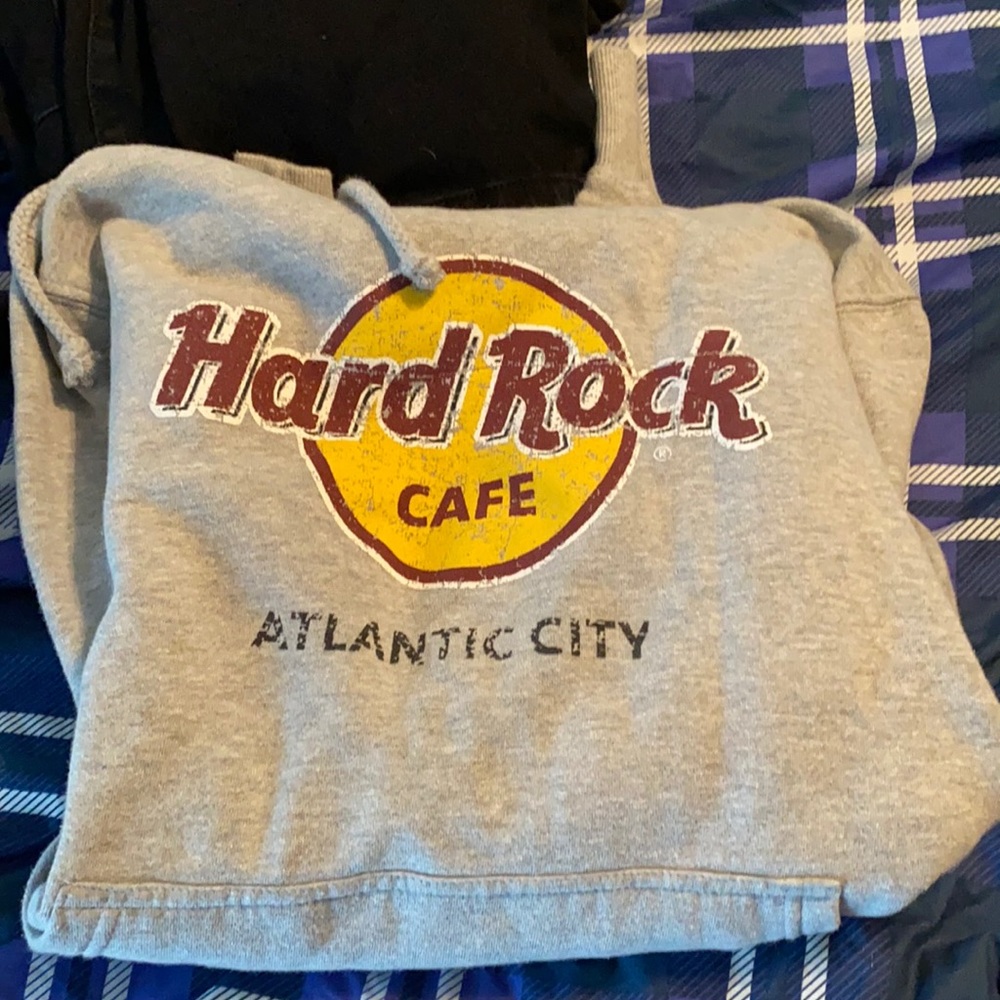 Hard Rock
®
CAFE
ATLANTIC CITY